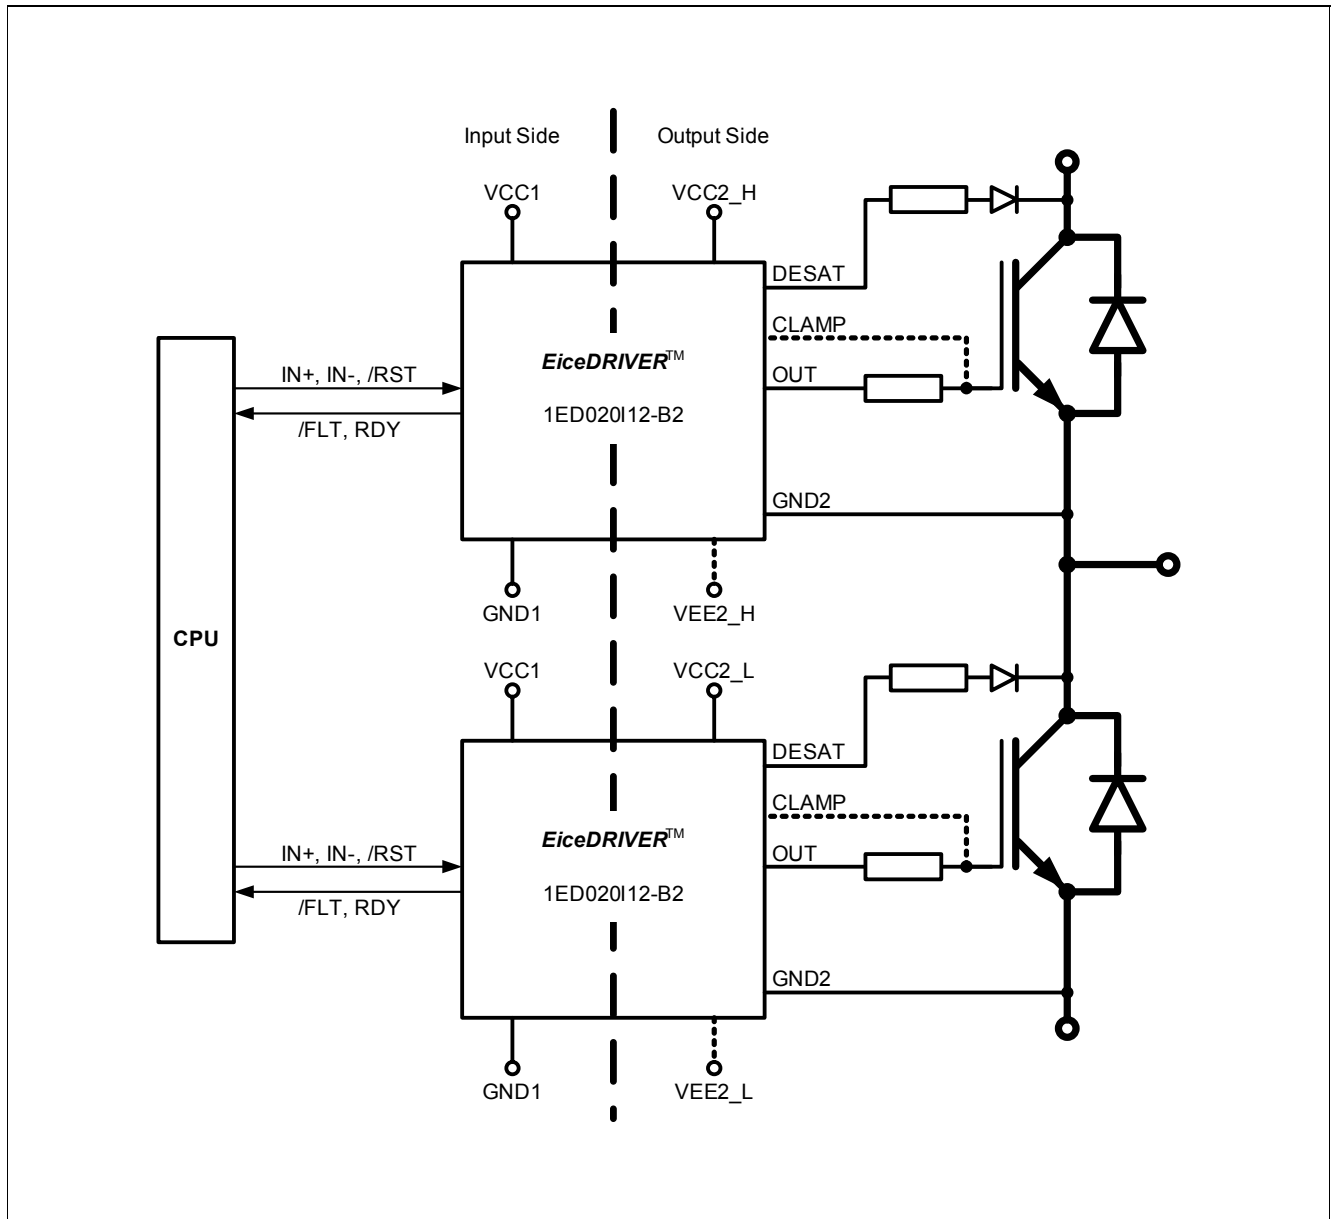 Input Side
Output Side
VCC1
VCC2_H
DESAT
CLAMP
EiceDRIVER™
OUT
IN+, IN-, /RST
1ED020I12-B2
/FLT, RDY
GND2
GND1
VEE2_H
CPU
VCC1
VCC2_L
DESAT
CLAMP
EiceDRIVER™
OUT
IN+, IN-, /RST
1ED020I12-B2
/FLT, RDY
GND2
GND1
VEE2_L